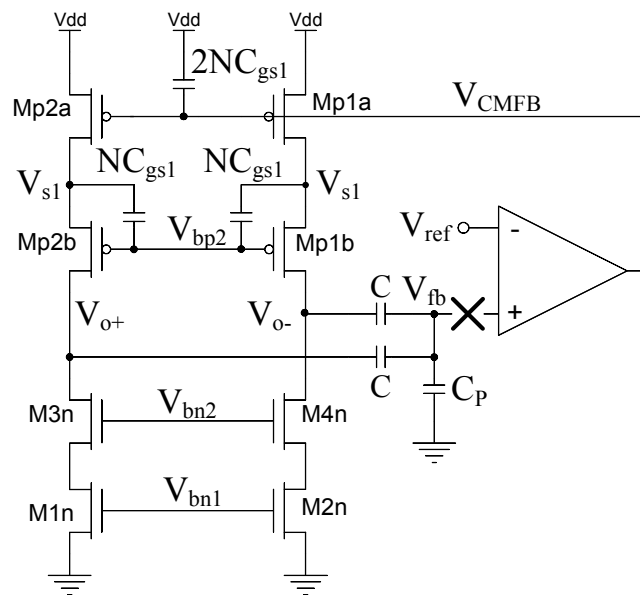 Vdd Vdd Vdd
2NCgs1
Mp2a Mp1a VCMFB
NCgs1 NCgs1
Vs1 Vs1
Mp2b Vbp2 Mp1b Vref -
C Vfb
Vo+ Vo- +
C CP
M3n Vbn2 M4n
M1n Vbn1 M2n